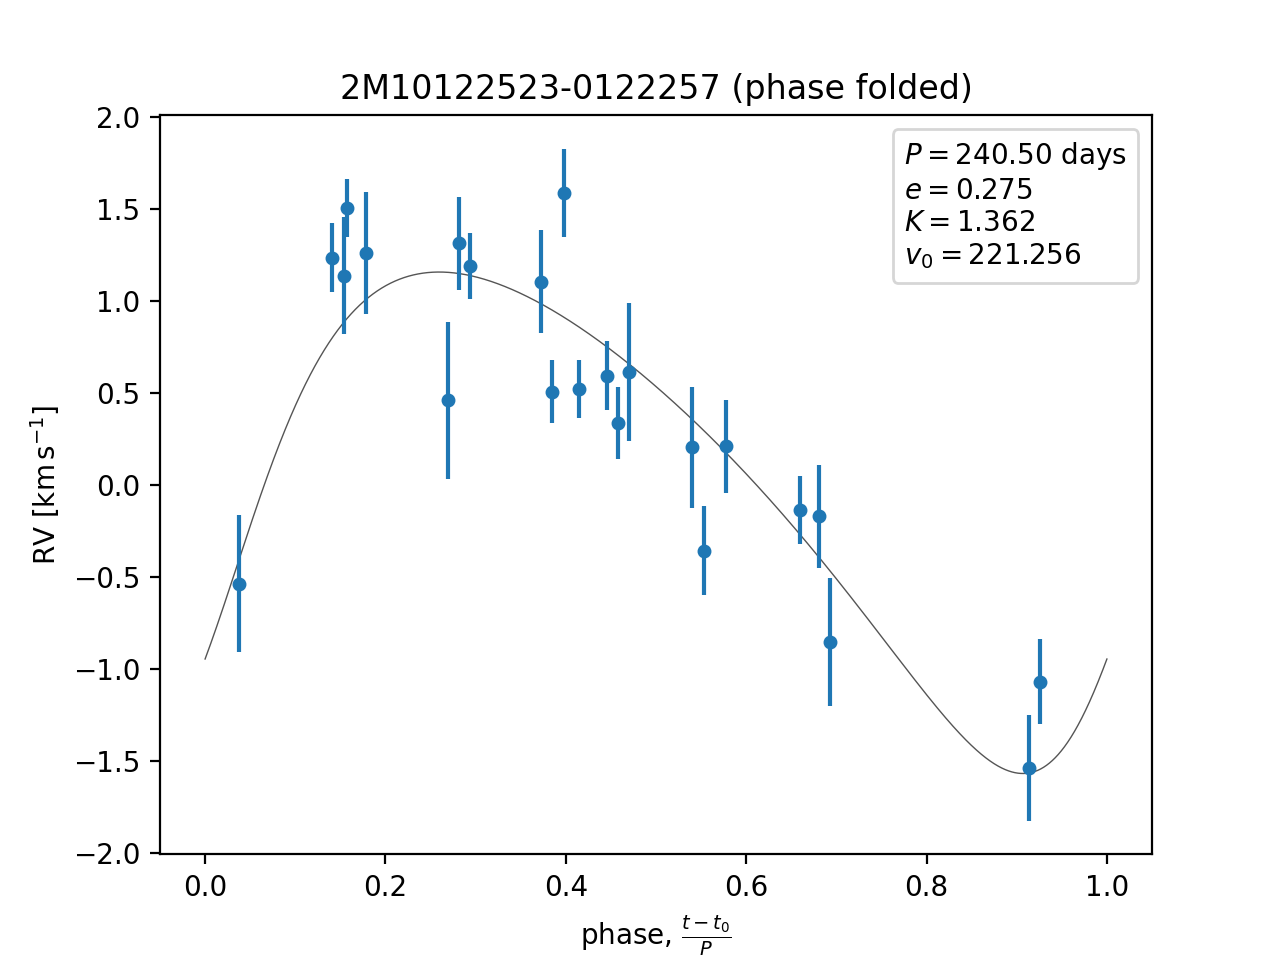 2M10122523-0122257 (phase folded)
P = 240.50 days
e = 0.275
K = 1.362
v₀ = 221.256
RV [km s⁻¹]
2.0
1.5
1.0
0.5
0.0
−0.5
−1.0
−1.5
−2.0
0.0 0.2 0.4 0.6 0.8 1.0
phase, (t − t₀)/P